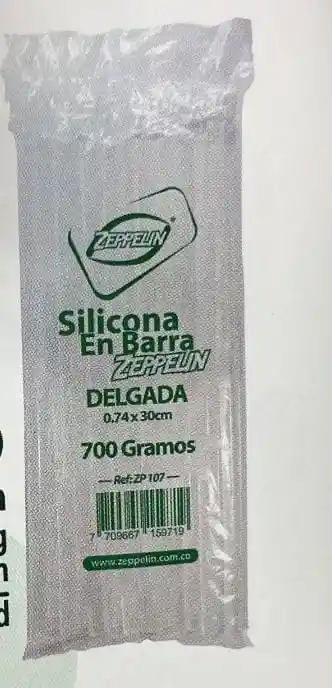 ZEPPELIN
Silicona
En Barra
ZEPPELIN
DELGADA
0.74 x 30cm
700 Gramos
Ref: ZP 107
7 709667 159719
www.zeppelin.com.co